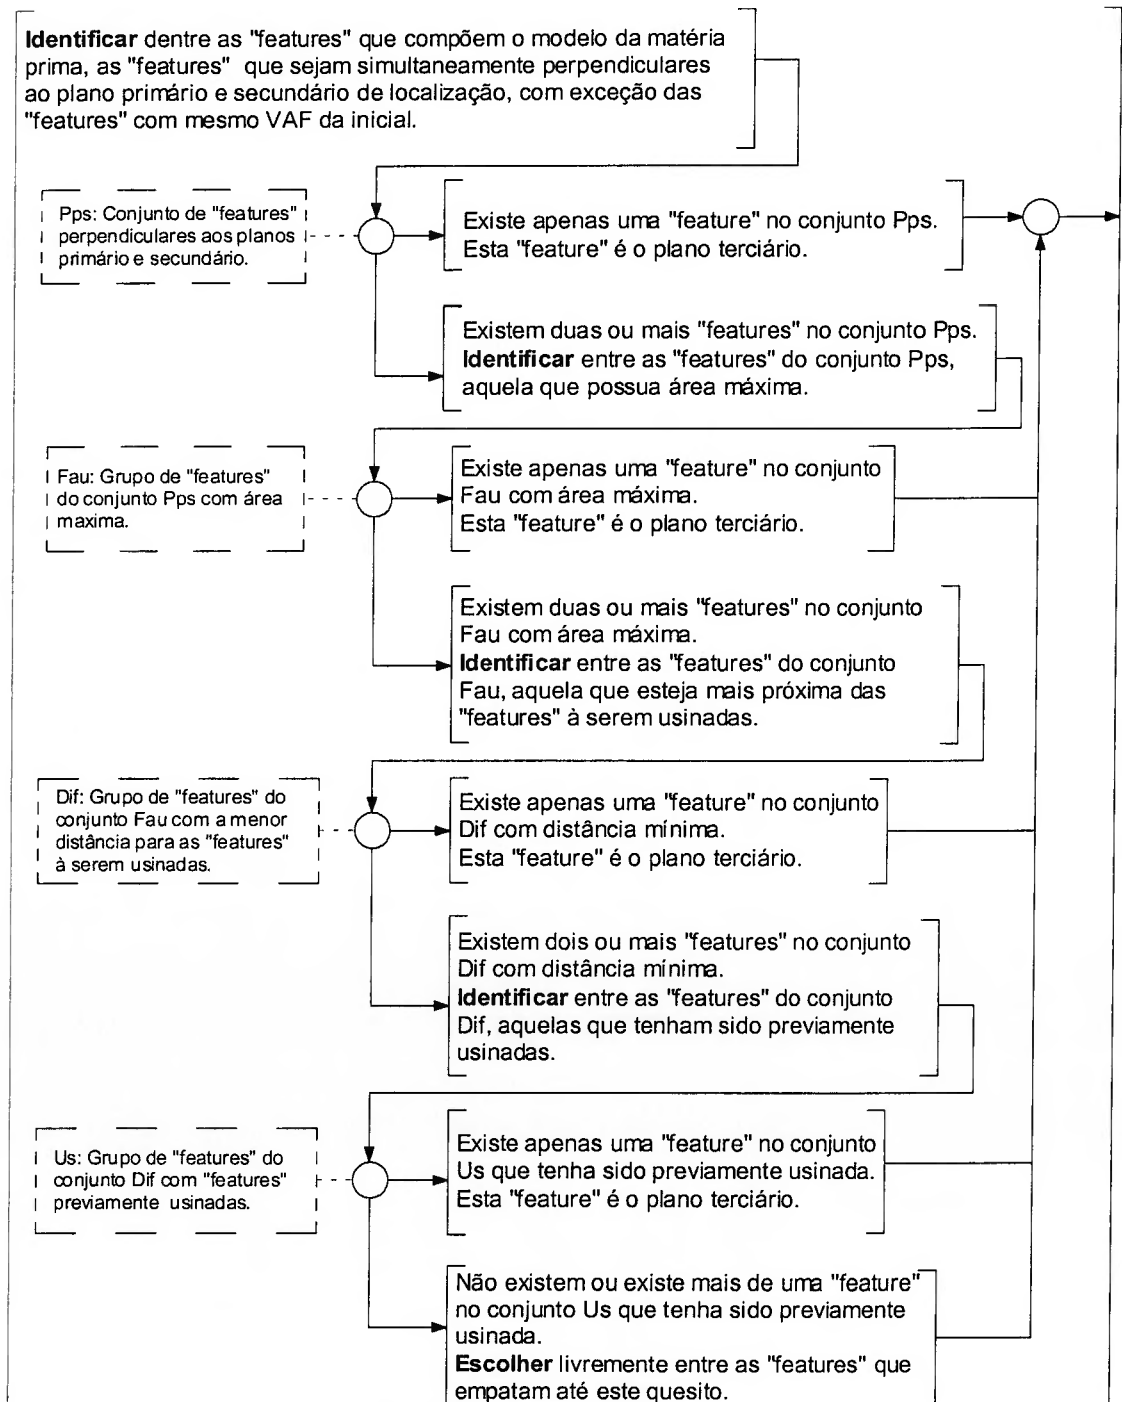 Identificar dentre as "features" que compõem o modelo da matéria
prima, as "features" que sejam simultaneamente perpendiculares
ao plano primário e secundário de localização, com exceção das
"features" com mesmo VAF da inicial.
Pps: Conjunto de "features"
perpendiculares aos planos
primário e secundário.
Existe apenas uma "feature" no conjunto Pps.
Esta "feature" é o plano terciário.
Existem duas ou mais "features" no conjunto Pps.
Identificar entre as "features" do conjunto Pps,
aquela que possua área máxima.
Fau: Grupo de "features"
do conjunto Pps com área
maxima.
Existe apenas uma "feature" no conjunto
Fau com área máxima.
Esta "feature" é o plano terciário.
Existem duas ou mais "features" no conjunto
Fau com área máxima.
Identificar entre as "features" do conjunto
Fau, aquela que esteja mais próxima das
"features" à serem usinadas.
Dif: Grupo de "features" do
conjunto Fau com a menor
distância para as "features"
à serem usinadas.
Existe apenas uma "feature" no conjunto
Dif com distância mínima.
Esta "feature" é o plano terciário.
Existem dois ou mais "features" no conjunto
Dif com distância mínima.
Identificar entre as "features" do conjunto
Dif, aquelas que tenham sido previamente
usinadas.
Us: Grupo de "features" do
conjunto Dif com "features"
previamente usinadas.
Existe apenas uma "feature" no conjunto
Us que tenha sido previamente usinada.
Esta "feature" é o plano terciário.
Não existem ou existe mais de uma "feature"
no conjunto Us que tenha sido previamente
usinada.
Escolher livremente entre as "features" que
empatam até este quesito.